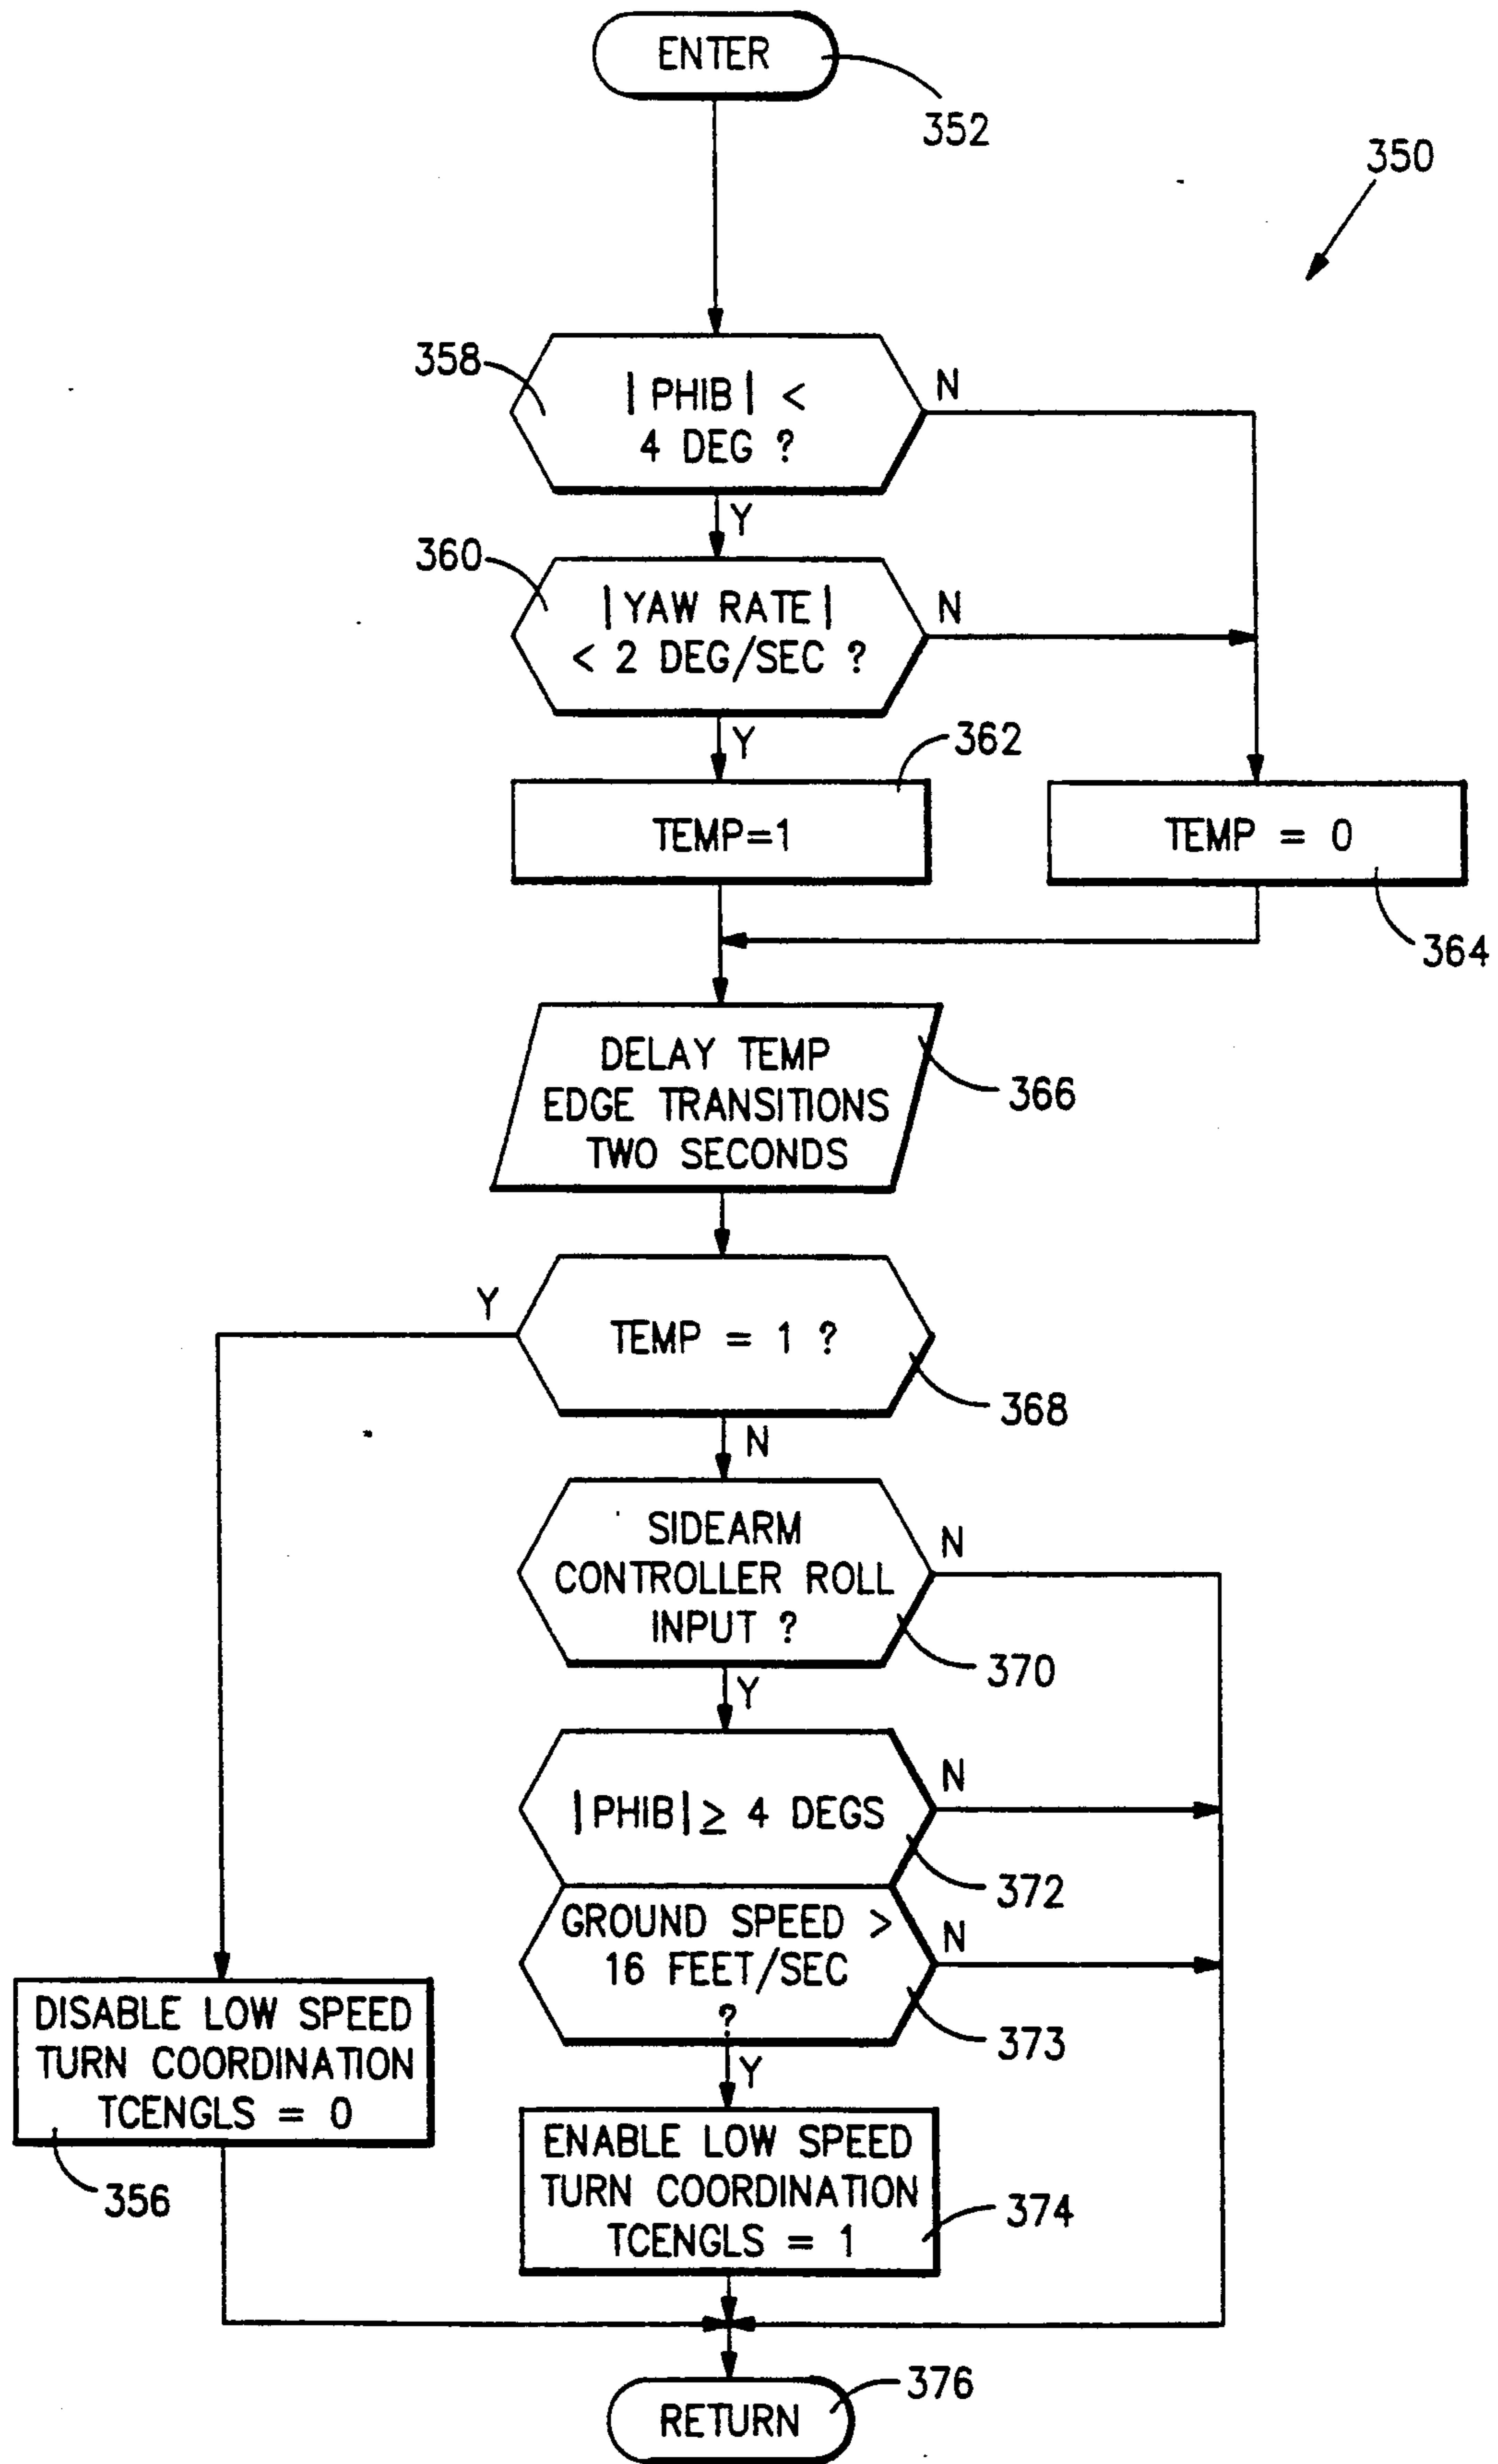 ENTER
352
350
358
| PHIB | <
4 DEG ?
N
Y
360
| YAW RATE |
< 2 DEG/SEC ?
N
Y
362
TEMP=1
TEMP = 0
364
DELAY TEMP
EDGE TRANSITIONS
TWO SECONDS
366
Y
TEMP = 1 ?
368
N
SIDEARM
CONTROLLER ROLL
INPUT ?
N
370
Y
|PHIB| ≥ 4 DEGS
N
372
GROUND SPEED >
16 FEET/SEC
?
N
373
Y
DISABLE LOW SPEED
TURN COORDINATION
TCENGLS = 0
356
ENABLE LOW SPEED
TURN COORDINATION
TCENGLS = 1
374
376
RETURN